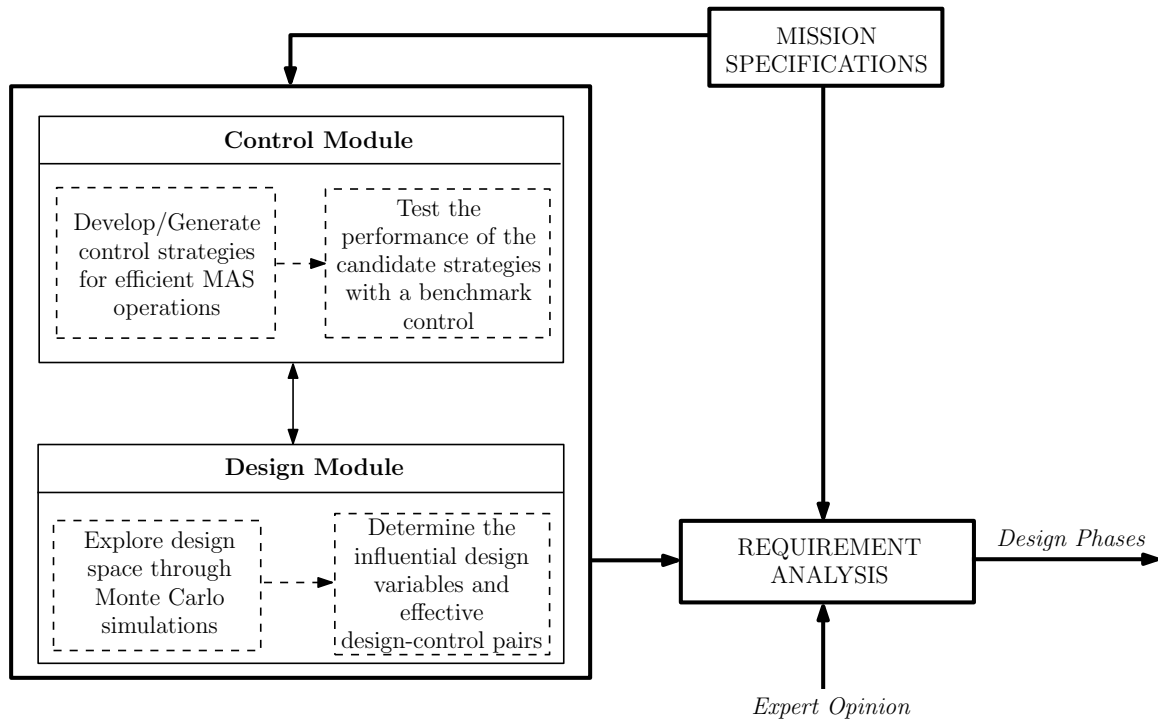 MISSION
SPECIFICATIONS
Control Module
Develop/Generate
control strategies
for efficient MAS
operations
Test the
performance of the
candidate strategies
with a benchmark
control
Design Module
Explore design
space through
Monte Carlo
simulations
Determine the
influential design
variables and
effective
design-control pairs
REQUIREMENT
ANALYSIS
Design Phases
Expert Opinion